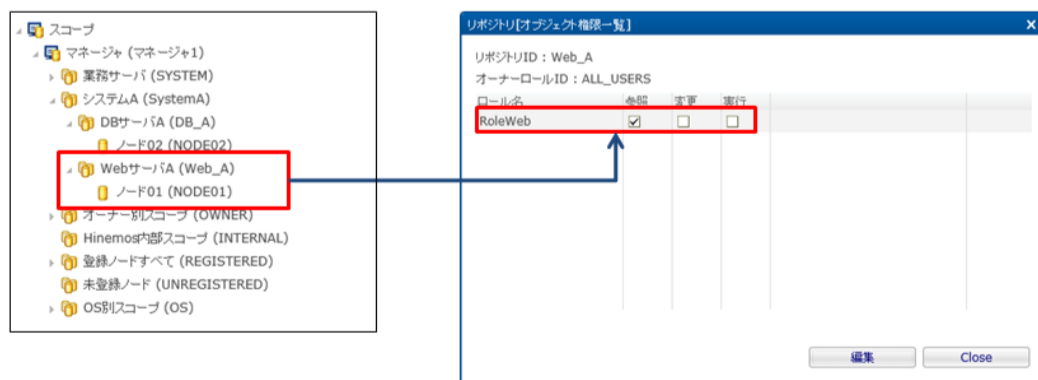 スコープ
マネージャ (マネージャ1)
業務サーバ (SYSTEM)
システムA (SystemA)
DBサーバA (DB_A)
ノード02 (NODE02)
WebサーバA (Web_A)
ノード01 (NODE01)
オーナー別スコープ (OWNER)
Hinemos内部スコープ (INTERNAL)
登録ノードすべて (REGISTERED)
未登録ノード (UNREGISTERED)
OS別スコープ (OS)
リポジトリ[オブジェクト権限一覧]
リポジトリID : Web_A
オーナーロールID : ALL_USERS
ロール名 参照 変更 実行
RoleWeb
編集 Close